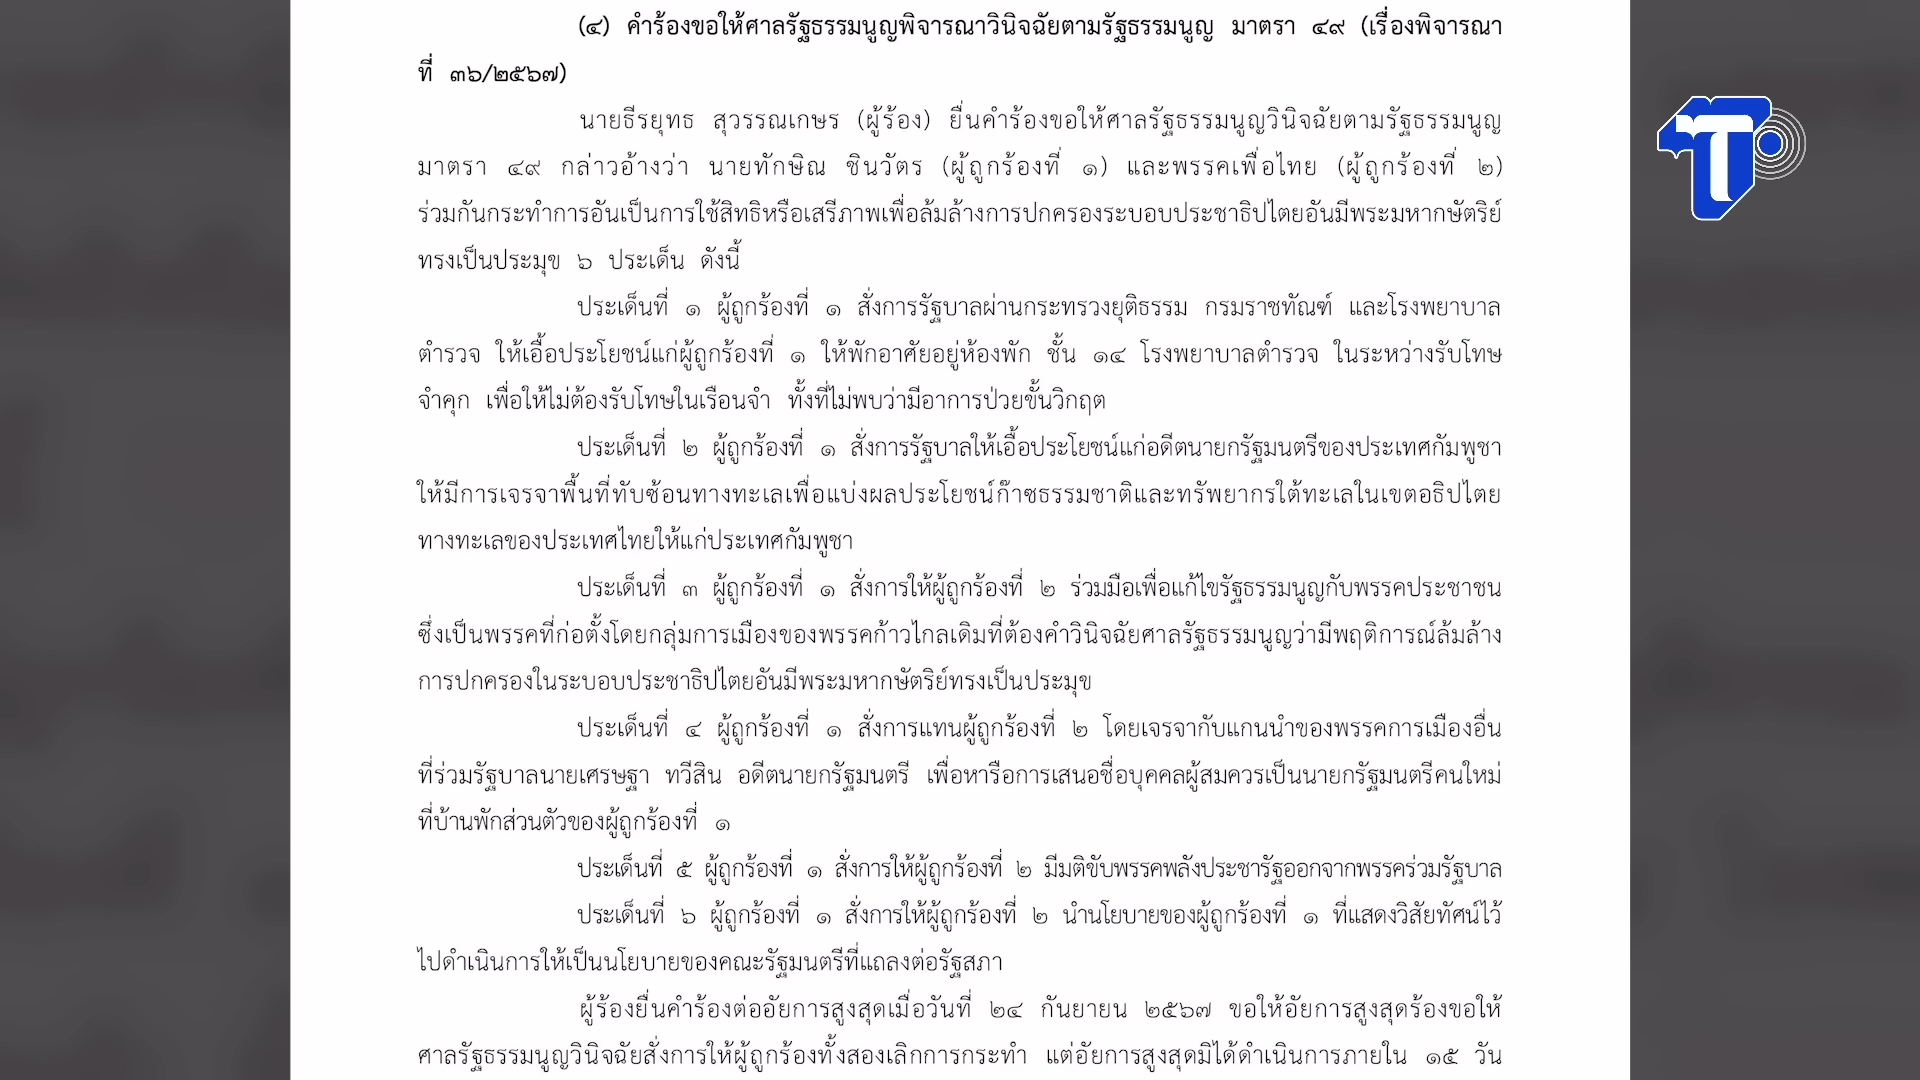 (๔) คำร้องขอให้ศาลรัฐธรรมนูญพิจารณาวินิจฉัยตามรัฐธรรมนูญ มาตรา ๔๙ (เรื่องพิจารณา
ที่ ๓๖/๒๕๖๗)
นายธีรยุทธ สุวรรณเกษร (ผู้ร้อง) ยื่นคำร้องขอให้ศาลรัฐธรรมนูญวินิจฉัยตามรัฐธรรมนูญ
มาตรา ๔๙ กล่าวอ้างว่า นายทักษิณ ชินวัตร (ผู้ถูกร้องที่ ๑) และพรรคเพื่อไทย (ผู้ถูกร้องที่ ๒)
ร่วมกันกระทำการอันเป็นการใช้สิทธิหรือเสรีภาพเพื่อล้มล้างการปกครองระบอบประชาธิปไตยอันมีพระมหากษัตริย์
ทรงเป็นประมุข ๖ ประเด็น ดังนี้
ประเด็นที่ ๑ ผู้ถูกร้องที่ ๑ สั่งการรัฐบาลผ่านกระทรวงยุติธรรม กรมราชทัณฑ์ และโรงพยาบาล
ตำรวจ ให้เอื้อประโยชน์แก่ผู้ถูกร้องที่ ๑ ให้พักอาศัยอยู่ห้องพัก ชั้น ๑๔ โรงพยาบาลตำรวจ ในระหว่างรับโทษ
จำคุก เพื่อให้ไม่ต้องรับโทษในเรือนจำ ทั้งที่ไม่พบว่ามีอาการป่วยขั้นวิกฤต
ประเด็นที่ ๒ ผู้ถูกร้องที่ ๑ สั่งการรัฐบาลให้เอื้อประโยชน์แก่อดีตนายกรัฐมนตรีของประเทศกัมพูชา
ให้มีการเจรจาพื้นที่ทับซ้อนทางทะเลเพื่อแบ่งผลประโยชน์ก๊าซธรรมชาติและทรัพยากรใต้ทะเลในเขตอธิปไตย
ทางทะเลของประเทศไทยให้แก่ประเทศกัมพูชา
ประเด็นที่ ๓ ผู้ถูกร้องที่ ๑ สั่งการให้ผู้ถูกร้องที่ ๒ ร่วมมือเพื่อแก้ไขรัฐธรรมนูญกับพรรคประชาชน
ซึ่งเป็นพรรคที่ก่อตั้งโดยกลุ่มการเมืองของพรรคก้าวไกลเดิมที่ต้องคำวินิจฉัยศาลรัฐธรรมนูญว่ามีพฤติการณ์ล้มล้าง
การปกครองในระบอบประชาธิปไตยอันมีพระมหากษัตริย์ทรงเป็นประมุข
ประเด็นที่ ๔ ผู้ถูกร้องที่ ๑ สั่งการแทนผู้ถูกร้องที่ ๒ โดยเจรจากับแกนนำของพรรคการเมืองอื่น
ที่ร่วมรัฐบาลนายเศรษฐา ทวีสิน อดีตนายกรัฐมนตรี เพื่อหารือการเสนอชื่อบุคคลผู้สมควรเป็นนายกรัฐมนตรีคนใหม่
ที่บ้านพักส่วนตัวของผู้ถูกร้องที่ ๑
ประเด็นที่ ๕ ผู้ถูกร้องที่ ๑ สั่งการให้ผู้ถูกร้องที่ ๒ มีมติขับพรรคพลังประชารัฐออกจากพรรคร่วมรัฐบาล
ประเด็นที่ ๖ ผู้ถูกร้องที่ ๑ สั่งการให้ผู้ถูกร้องที่ ๒ นำนโยบายของผู้ถูกร้องที่ ๑ ที่แสดงวิสัยทัศน์ไว้
ไปดำเนินการให้เป็นนโยบายของคณะรัฐมนตรีที่แถลงต่อรัฐสภา
ผู้ร้องยื่นคำร้องต่ออัยการสูงสุดเมื่อวันที่ ๒๔ กันยายน ๒๕๖๗ ขอให้อัยการสูงสุดร้องขอให้
ศาลรัฐธรรมนูญวินิจฉัยสั่งการให้ผู้ถูกร้องทั้งสองเลิกการกระทำ แต่อัยการสูงสุดมิได้ดำเนินการภายใน ๑๕ วัน